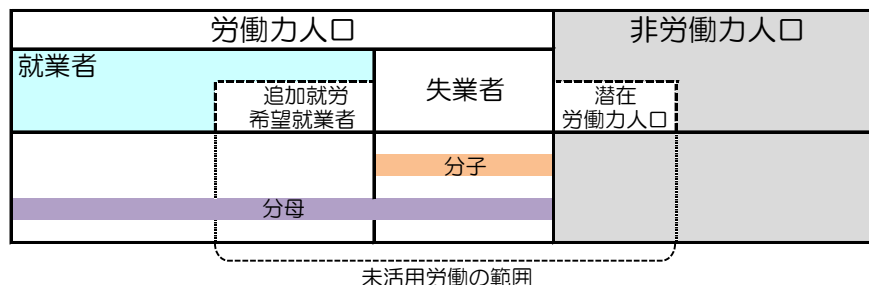 労働力人口
非労働力人口
就業者
追加就労
希望就業者
失業者
潜在
労働力人口
分子
分母
未活用労働の範囲